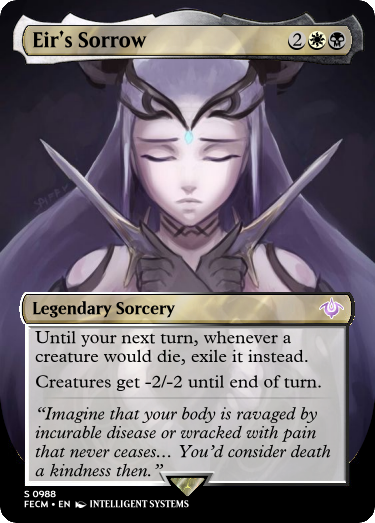 Eir's Sorrow 2
Legendary Sorcery
Until your next turn, whenever a
creature would die, exile it instead.
Creatures get -2/-2 until end of turn.
“Imagine that your body is ravaged by
incurable disease or wracked with pain
that never ceases… You’d consider death
a kindness then.”
S 0988
FECM • EN INTELLIGENT SYSTEMS